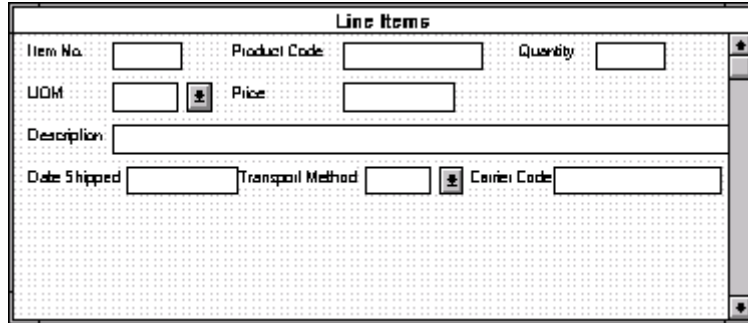 Line Items
Item No. Product Code Quantity
UOM Price
Description
Date Shipped Transport Method Carrier Code